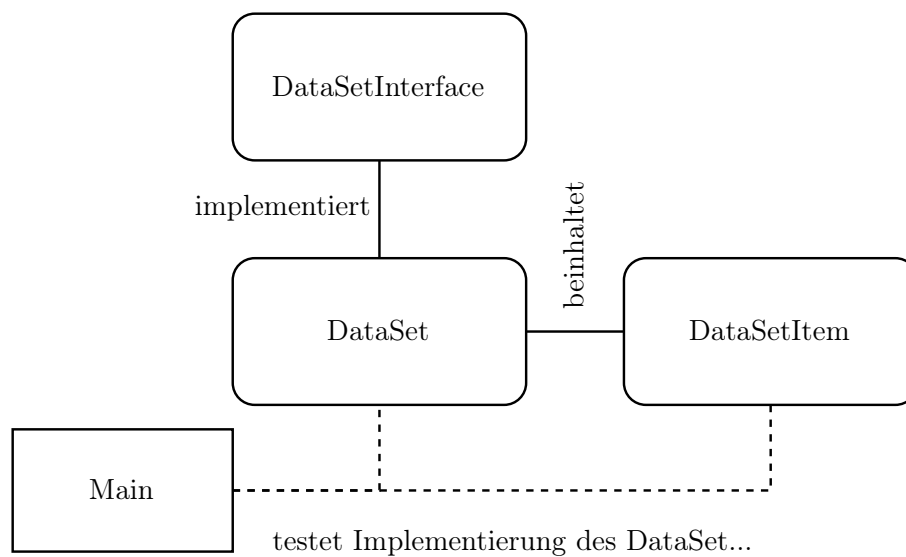 DataSetInterface
implementiert
beinhaltet
DataSet
DataSetItem
Main
testet Implementierung des DataSet...